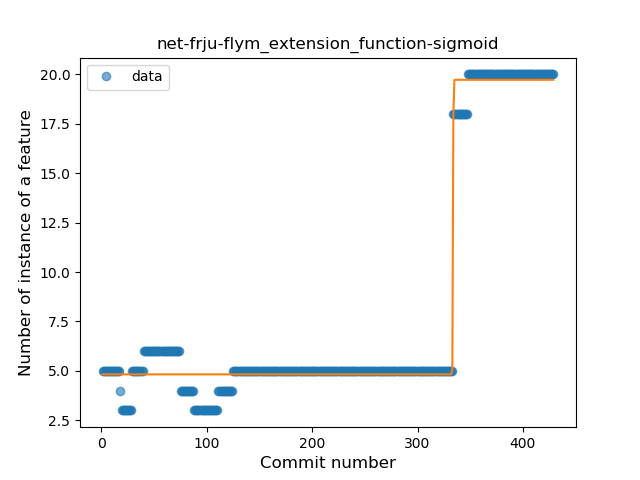 net-frju-flym_extension_function-sigmoid
data
Number of instance of a feature
20.0
17.5
15.0
12.5
10.0
7.5
5.0
2.5
0 100 200 300 400
Commit number